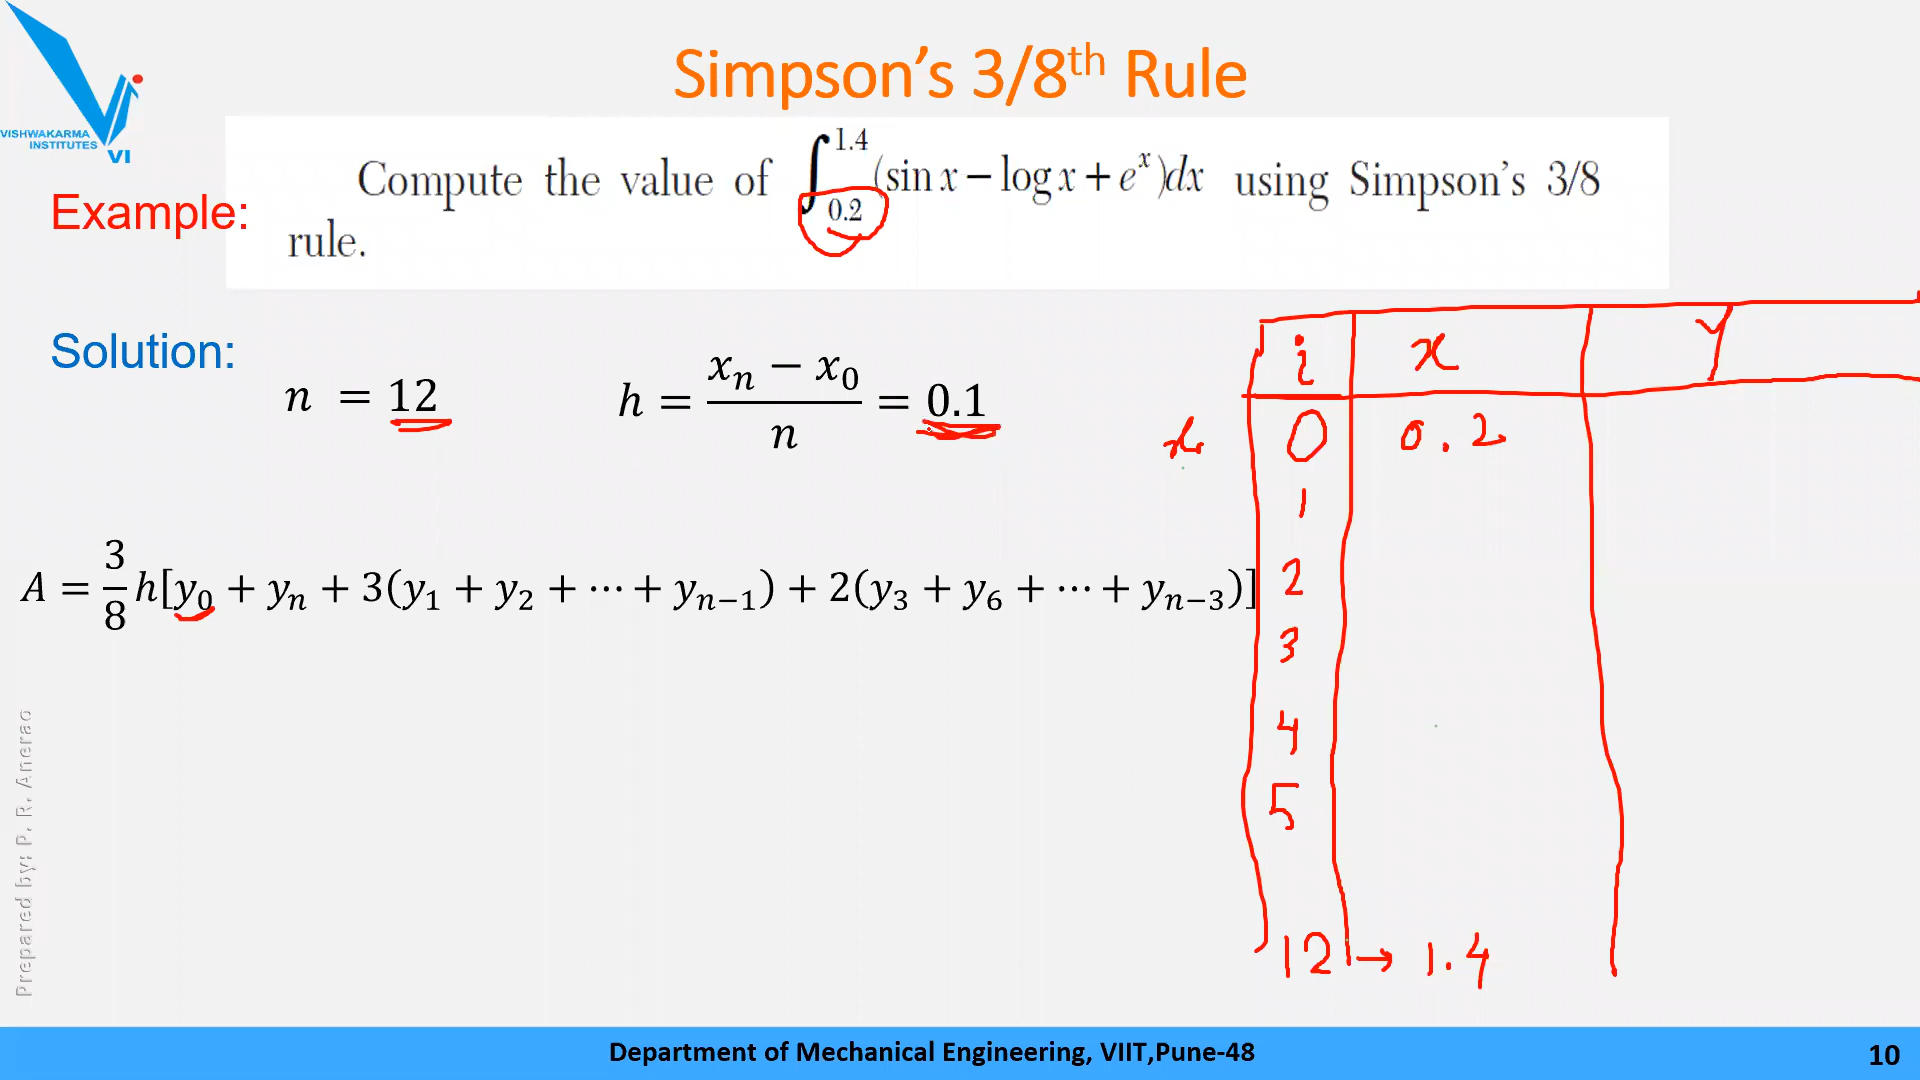 Simpson's 3/8th Rule
VISHWAKARMA
INSTITUTES
VI
Example:
Compute the value of ∫_{0.2}^{1.4} (sin x − log x + e^x)dx using Simpson's 3/8
rule.
Solution:
n = 12
h = (x_n − x_0)/n = 0.1
A = 3/8 h[y_0 + y_n + 3(y_1 + y_2 + ⋯ + y_{n−1}) + 2(y_3 + y_6 + ⋯ + y_{n−3})]
i x y
0 0.2
1
2
3
4
5
12 → 1.4
Prepared by: P. R. Anerao
Department of Mechanical Engineering, VIIT,Pune-48
10